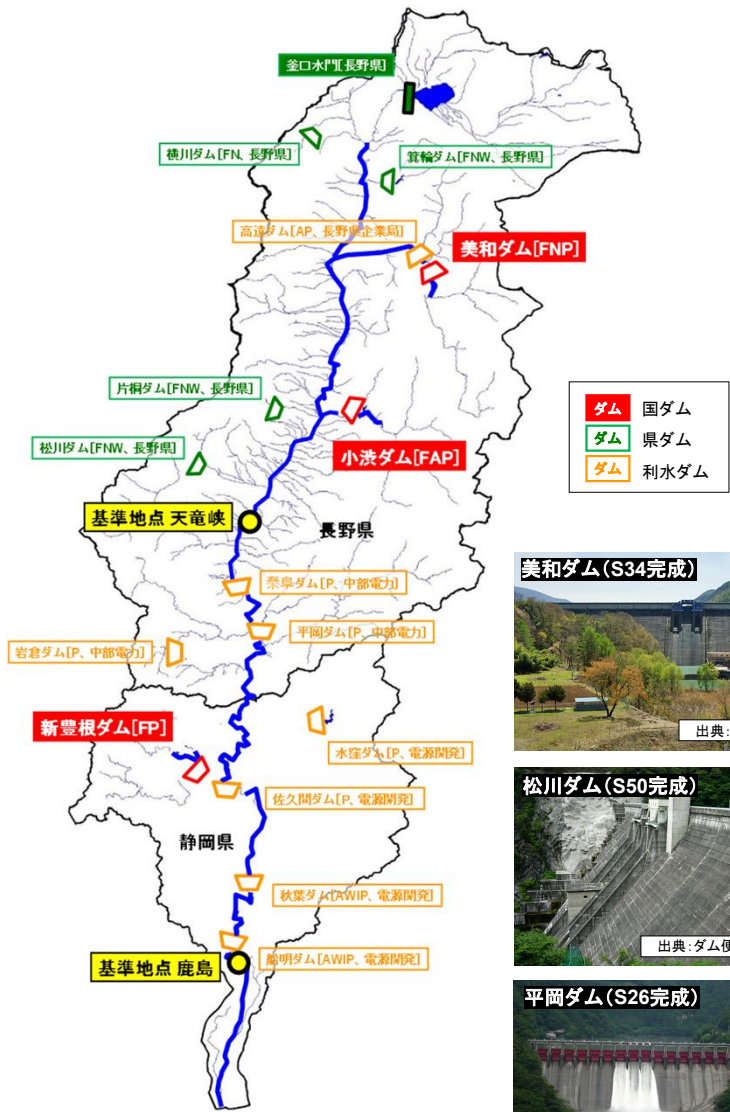 釜口水門[長野県]
横川ダム[FN、長野県]
箕輪ダム[FNW、長野県]
高遠ダム[AP、長野県企業局]
美和ダム[FNP]
片桐ダム[FNW、長野県]
ダム 国ダム
ダム 県ダム
ダム 利水ダム
松川ダム[FNW、長野県]
小渋ダム[FAP]
基準地点 天竜峡
長野県
美和ダム(S34完成)
泰阜ダム[P、中部電力]
平岡ダム[P、中部電力]
岩倉ダム[P、中部電力]
新豊根ダム[FP]
水窪ダム[P、電源開発]
出典:
松川ダム(S50完成)
佐久間ダム[P、電源開発]
静岡県
秋葉ダム[AWIP、電源開発]
出典:ダム便
基準地点 鹿島
船明ダム[AWIP、電源開発]
平岡ダム(S26完成)